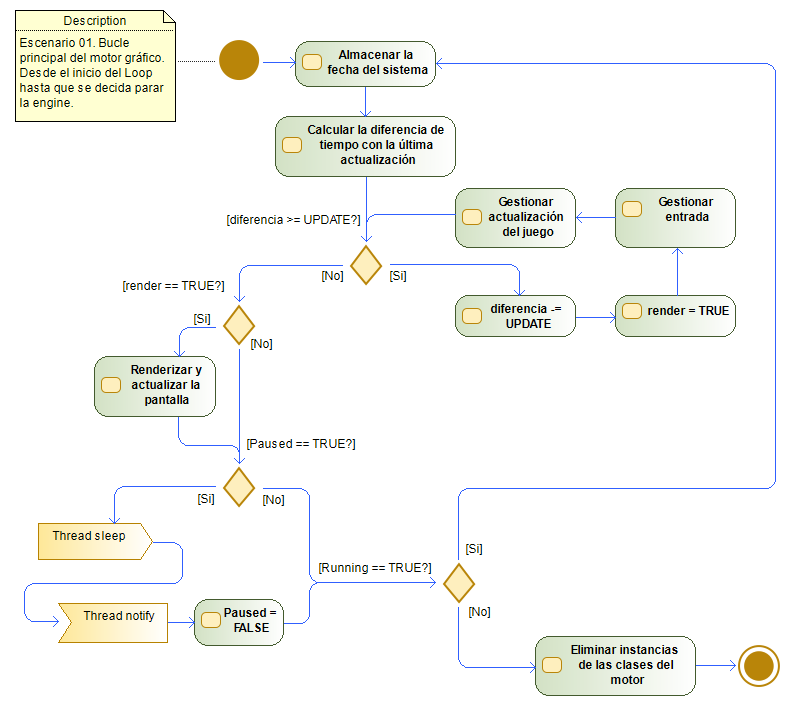 Description
Escenario 01. Bucle
principal del motor gráfico.
Desde el inicio del Loop
hasta que se decida parar
la engine.
Almacenar la
fecha del sistema
Calcular la diferencia de
tiempo con la última
actualización
[diferencia >= UPDATE?]
Gestionar
actualización
del juego
Gestionar
entrada
[No]
[Si]
[render == TRUE?]
diferencia -=
UPDATE
render = TRUE
[Si]
[No]
Renderizar y
actualizar la
pantalla
[Paused == TRUE?]
[Si]
[No]
Thread sleep
[Running == TRUE?]
[Si]
[No]
Thread notify
Paused =
FALSE
Eliminar instancias
de las clases del
motor